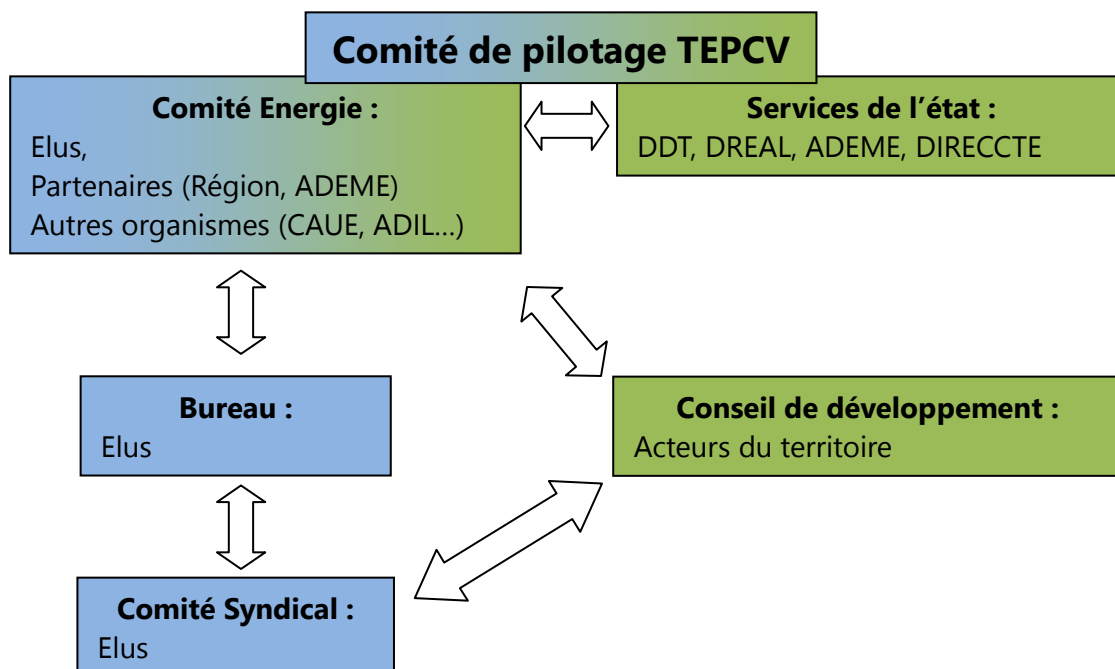 Comité de pilotage TEPCV
Comité Energie :
Elus,
Partenaires (Région, ADEME)
Autres organismes (CAUE, ADIL...)
Services de l’état :
DDT, DREAL, ADEME, DIRECCTE
Bureau :
Elus
Conseil de développement :
Acteurs du territoire
Comité Syndical :
Elus